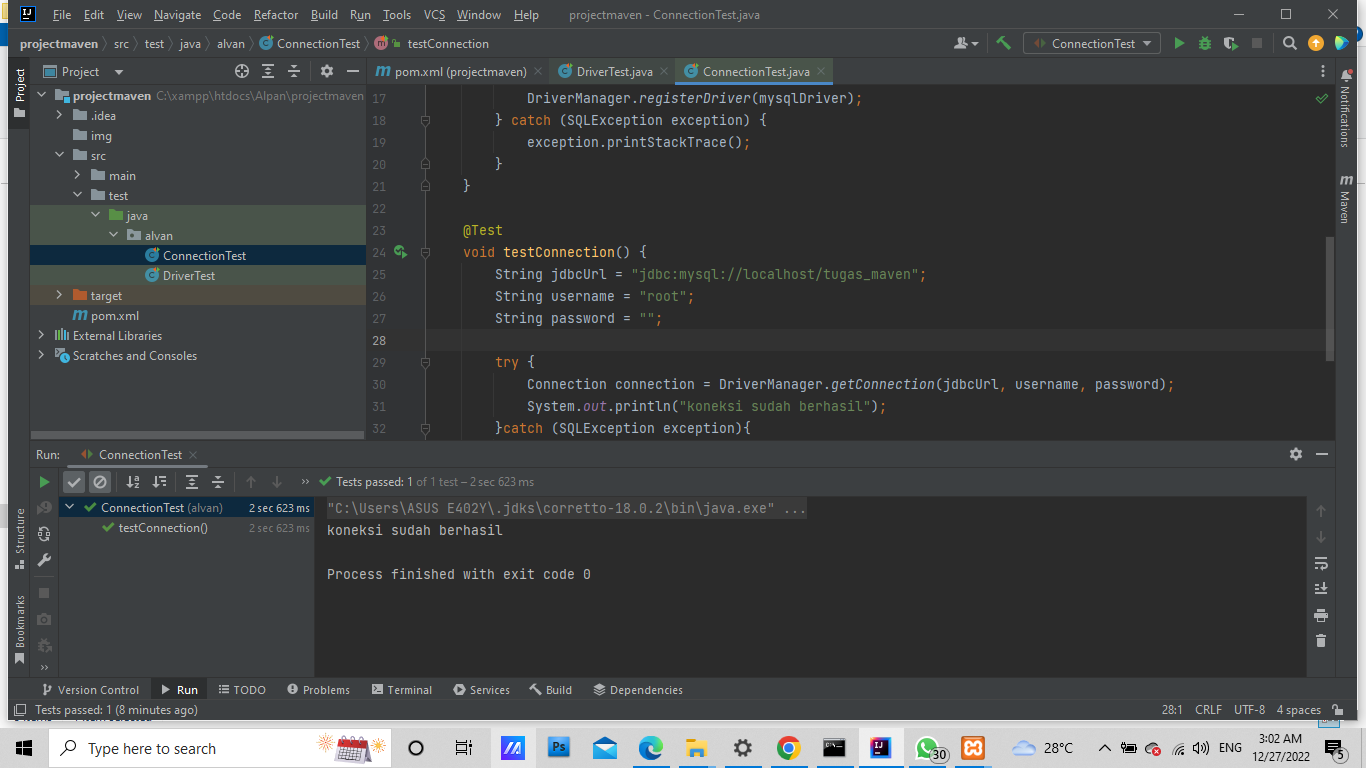 File Edit View Navigate Code Refactor Build Run Tools VCS Window Help projectmaven - ConnectionTest.java
projectmaven src test java alvan ConnectionTest testConnection ConnectionTest
Project
Project
projectmaven C:\xampp\htdocs\Alpan\projectmaven
.idea
img
src
main
test
java
alvan
ConnectionTest
DriverTest
target
pom.xml
External Libraries
Scratches and Consoles
pom.xml (projectmaven) DriverTest.java ConnectionTest.java
17 DriverManager.registerDriver(mysqlDriver);
18 } catch (SQLException exception) {
19 exception.printStackTrace();
20 }
21 }
22
23 @Test
24 void testConnection() {
25 String jdbcUrl = "jdbc:mysql://localhost/tugas_maven";
26 String username = "root";
27 String password = "";
28
29 try {
30 Connection connection = DriverManager.getConnection(jdbcUrl, username, password);
31 System.out.println("koneksi sudah berhasil");
32 }catch (SQLException exception){
Notifications
Maven
Run: ConnectionTest
Tests passed: 1 of 1 test – 2 sec 623 ms
ConnectionTest (alvan) 2 sec 623 ms
testConnection() 2 sec 623 ms
"C:\Users\ASUS E402Y\.jdks\corretto-18.0.2\bin\java.exe" ...
koneksi sudah berhasil
Process finished with exit code 0
Structure
Bookmarks
Version Control Run TODO Problems Terminal Services Build Dependencies
Tests passed: 1 (8 minutes ago) 28:1 CRLF UTF-8 4 spaces
Type here to search Ps 30 28°C ENG 3:02 AM
12/27/2022 5